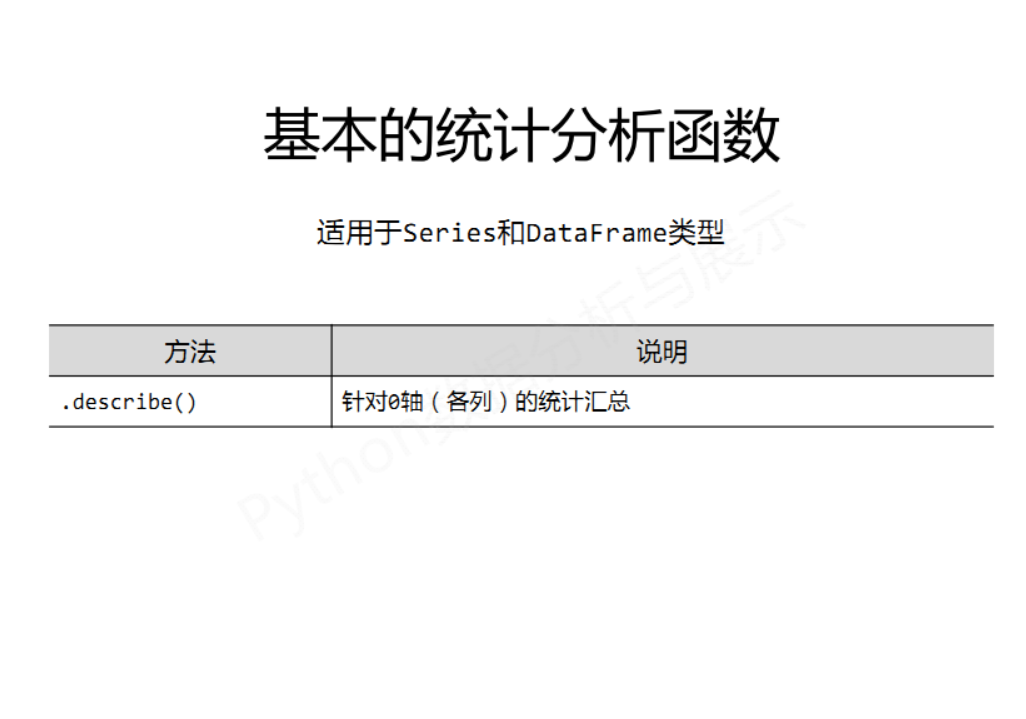 基本的统计分析函数
适用于Series和DataFrame类型
方法 说明
.describe() 针对0轴（各列）的统计汇总
Python数据分析与展示